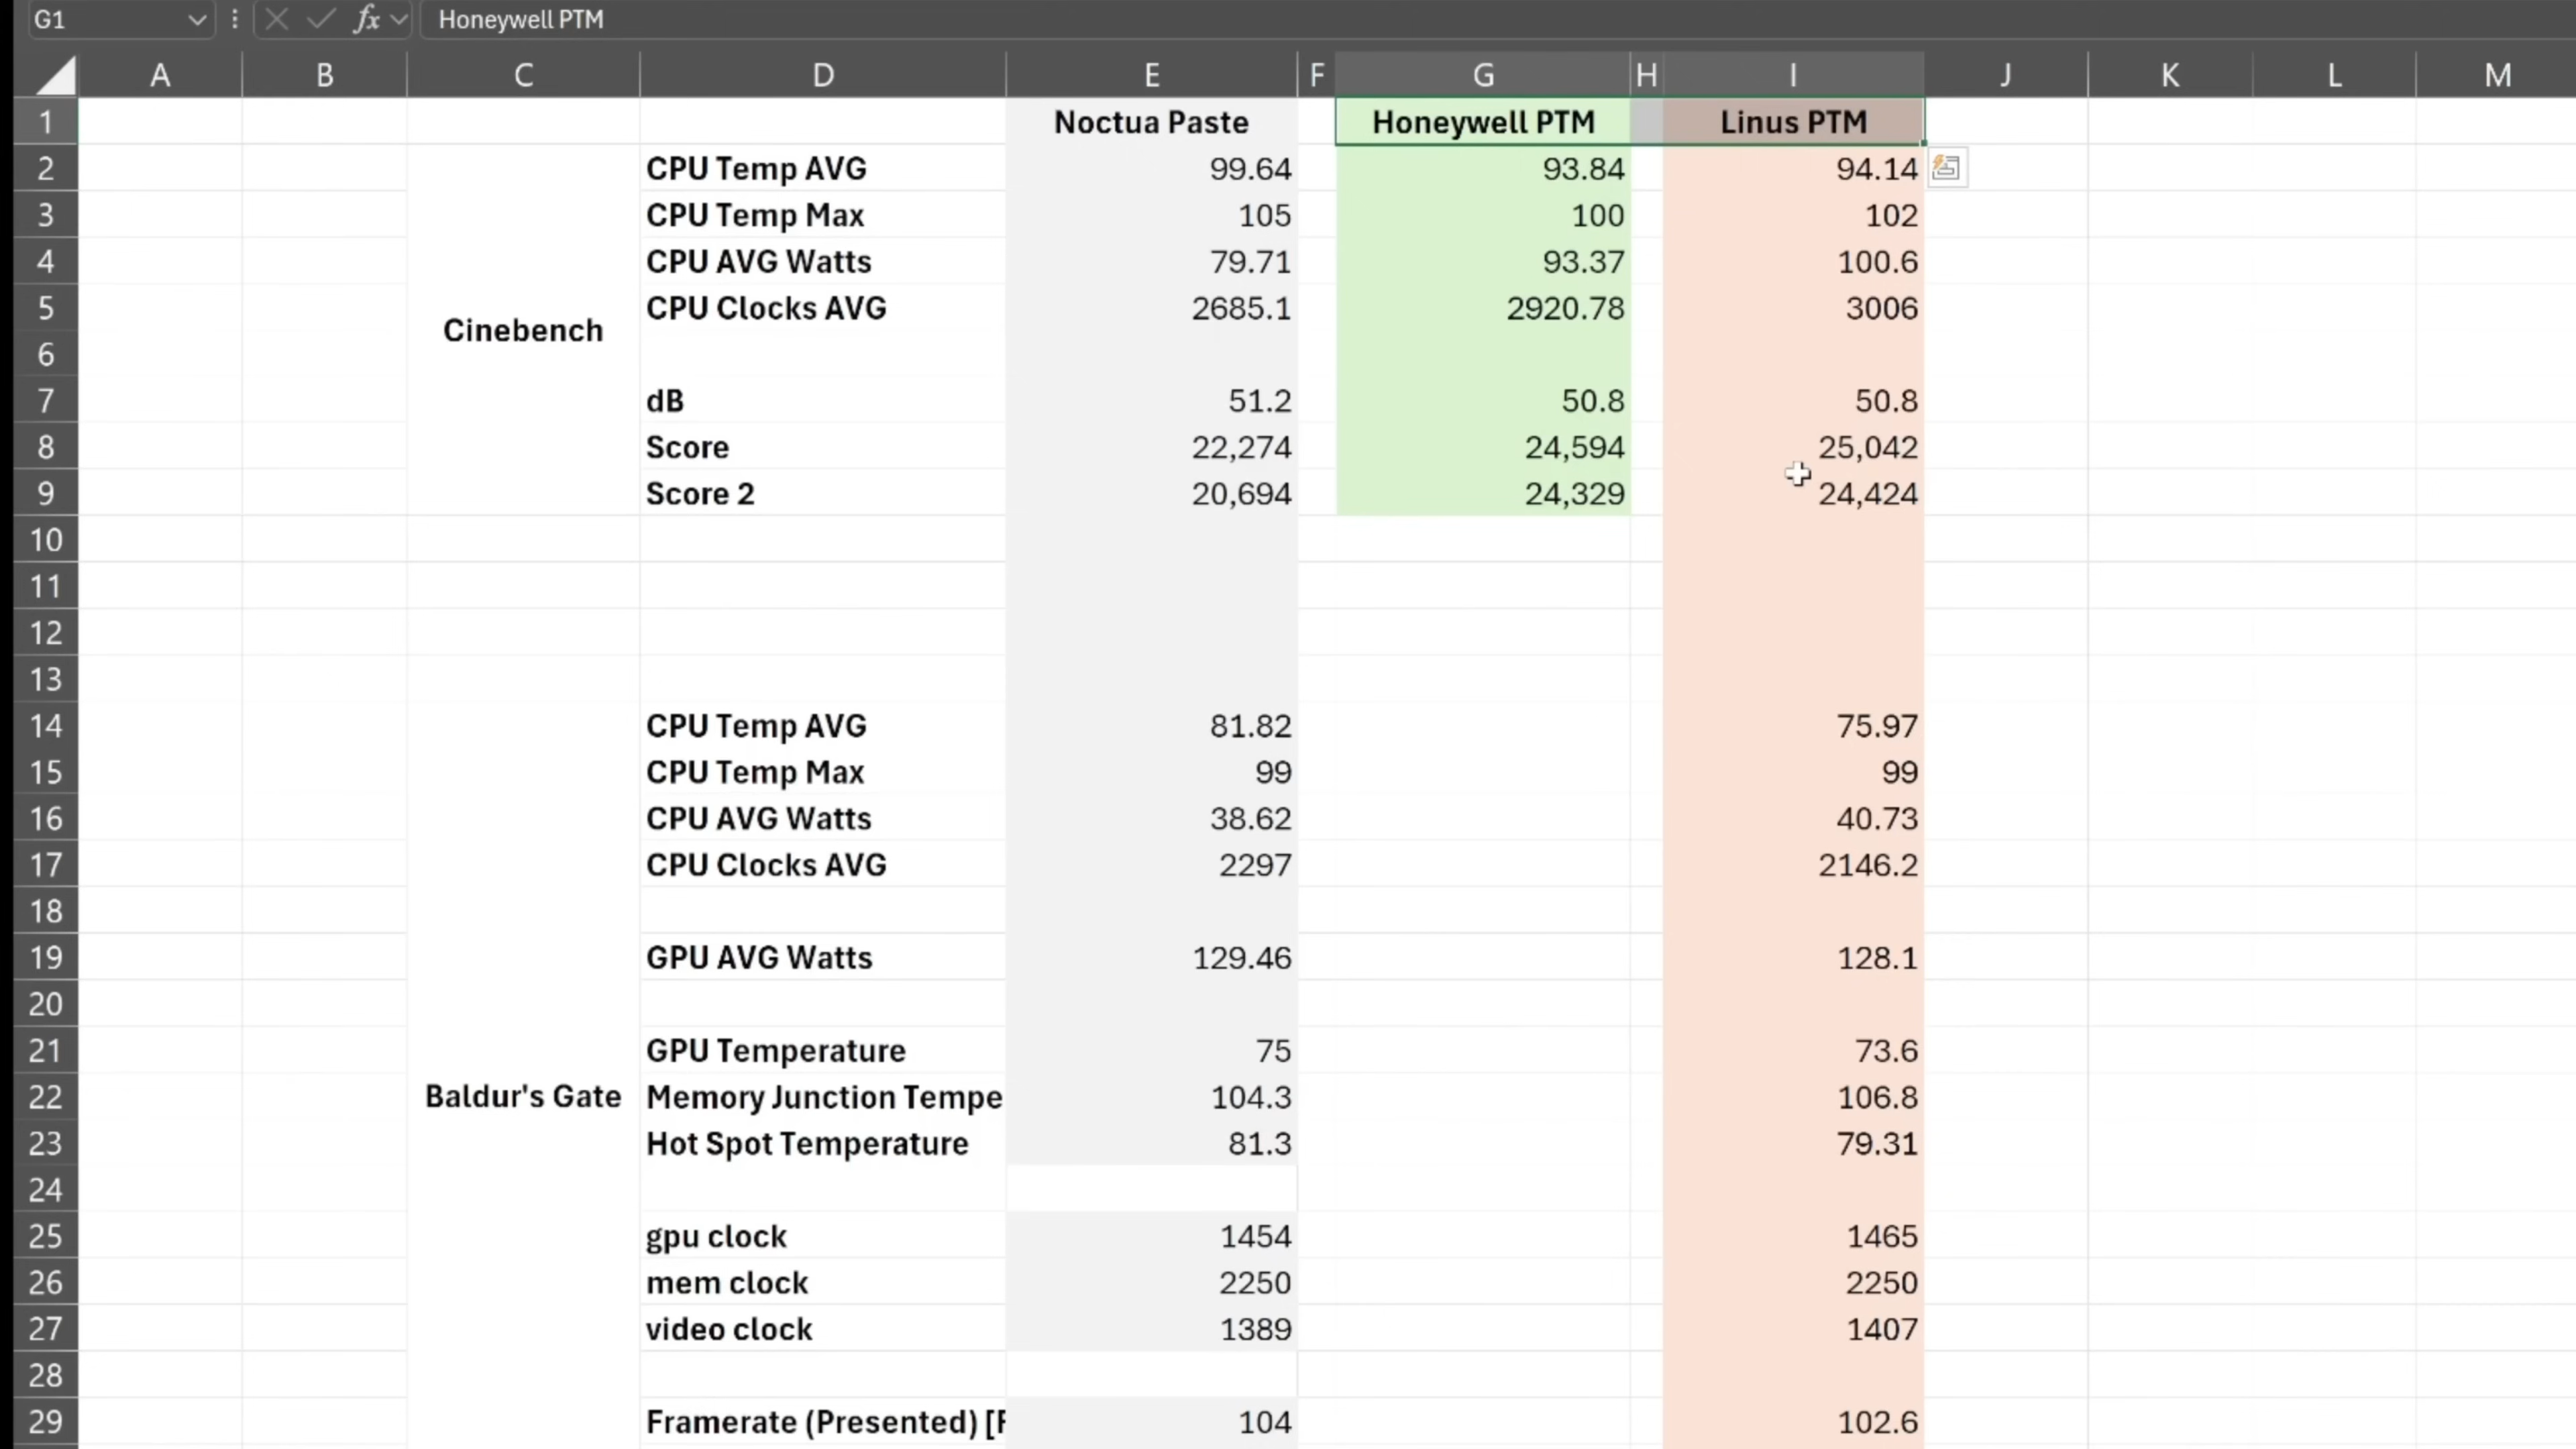 G1 fx Honeywell PTM
A B C D E F G H I J K L M
1 Noctua Paste Honeywell PTM Linus PTM
2 CPU Temp AVG 99.64 93.84 94.14
3 CPU Temp Max 105 100 102
4 CPU AVG Watts 79.71 93.37 100.6
5 CPU Clocks AVG 2685.1 2920.78 3006
Cinebench
6
7 dB 51.2 50.8 50.8
8 Score 22,274 24,594 25,042
9 Score 2 20,694 24,329 24,424
10
11
12
13
14 CPU Temp AVG 81.82 75.97
15 CPU Temp Max 99 99
16 CPU AVG Watts 38.62 40.73
17 CPU Clocks AVG 2297 2146.2
18
19 GPU AVG Watts 129.46 128.1
20
21 GPU Temperature 75 73.6
22 Baldur's Gate Memory Junction Tempe 104.3 106.8
23 Hot Spot Temperature 81.3 79.31
24
25 gpu clock 1454 1465
26 mem clock 2250 2250
27 video clock 1389 1407
28
29 Framerate (Presented) [F 104 102.6